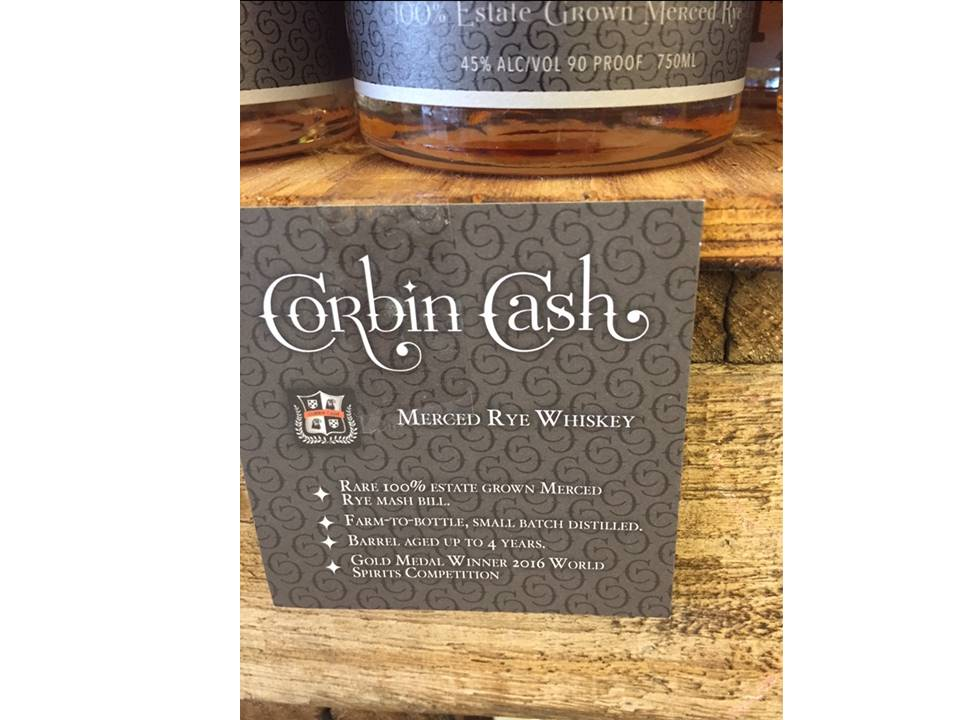 100% Estate Grown Merced Rye
45% ALC/VOL 90 PROOF 750ML
Corbin Cash
Merced Rye Whiskey
Rare 100% estate grown Merced
Rye mash bill.
Farm-to-bottle, small batch distilled.
Barrel aged up to 4 years.
Gold Medal Winner 2016 World
Spirits Competition